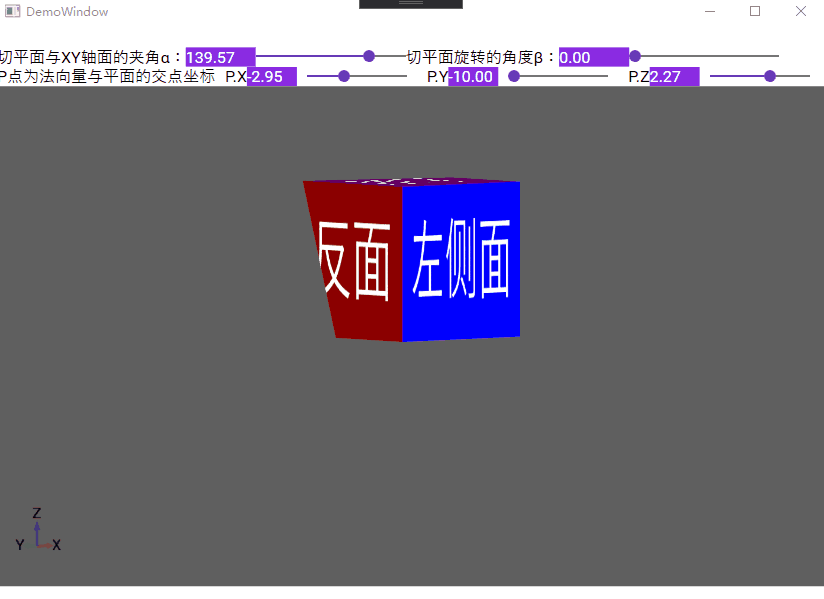 DemoWindow
切平面与XY轴面的夹角α：139.57 切平面旋转的角度β：0.00
P点为法向量与平面的交点坐标 P.X-2.95 P.Y-10.00 P.Z2.27
反面 左侧面
Z
Y X